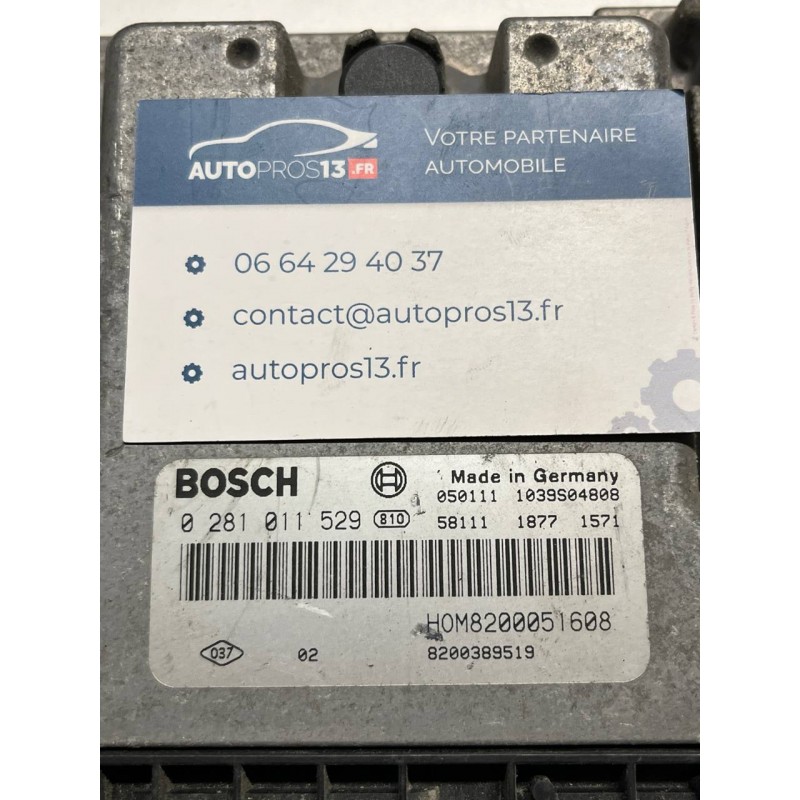 AUTOPROS13.FR
VOTRE PARTENAIRE
AUTOMOBILE
06 64 29 40 37
contact@autopros13.fr
autopros13.fr
BOSCH
Made in Germany
050111 1039S04808
0 281 011 529 810
58111 1877 1571
HOM8200051608
037 02 8200389519